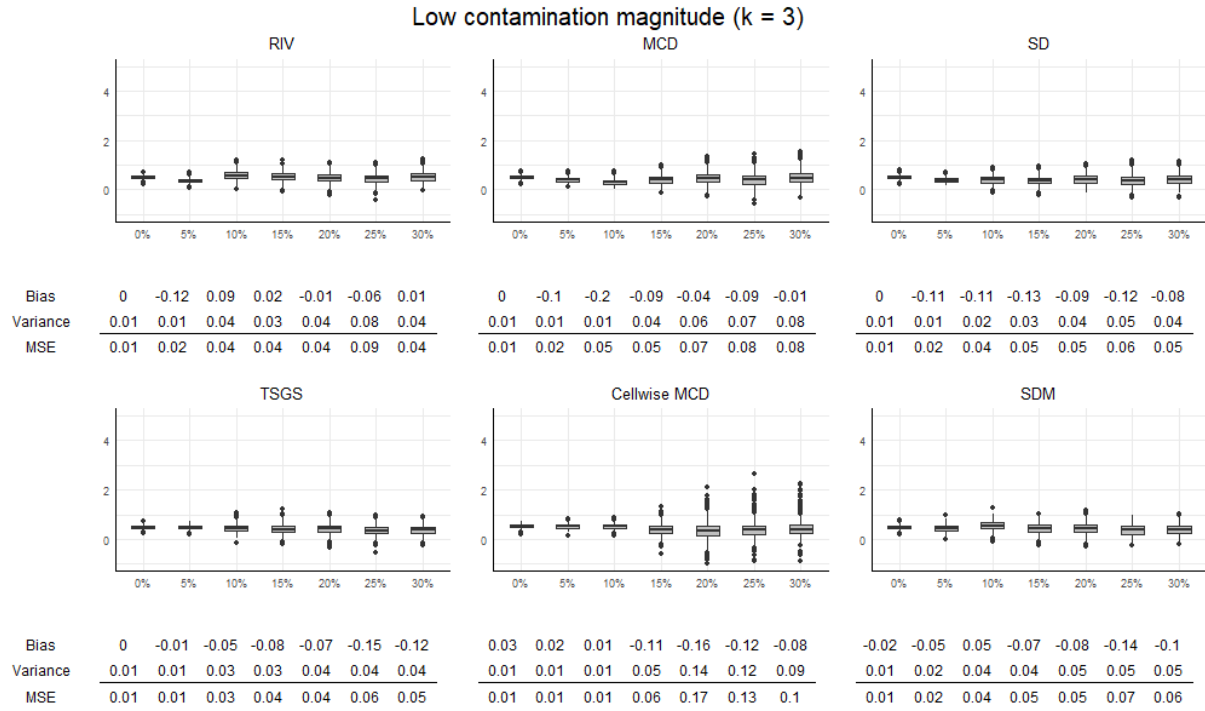 Low contamination magnitude (k = 3)
RIV MCD SD
4 4 4
2 2 2
0 0 0
0% 5% 10% 15% 20% 25% 30% 0% 5% 10% 15% 20% 25% 30% 0% 5% 10% 15% 20% 25% 30%
Bias 0 -0.12 0.09 0.02 -0.01 -0.06 0.01 0 -0.1 -0.2 -0.09 -0.04 -0.09 -0.01 0 -0.11 -0.11 -0.13 -0.09 -0.12 -0.08
Variance 0.01 0.01 0.04 0.03 0.04 0.08 0.04 0.01 0.01 0.01 0.04 0.06 0.07 0.08 0.01 0.01 0.02 0.03 0.04 0.05 0.04
MSE 0.01 0.02 0.04 0.04 0.04 0.09 0.04 0.01 0.02 0.05 0.05 0.07 0.08 0.08 0.01 0.02 0.04 0.05 0.05 0.06 0.05
TSGS Cellwise MCD SDM
4 4 4
2 2 2
0 0 0
0% 5% 10% 15% 20% 25% 30% 0% 5% 10% 15% 20% 25% 30% 0% 5% 10% 15% 20% 25% 30%
Bias 0 -0.01 -0.05 -0.08 -0.07 -0.15 -0.12 0.03 0.02 0.01 -0.11 -0.16 -0.12 -0.08 -0.02 -0.05 0.05 -0.07 -0.08 -0.14 -0.1
Variance 0.01 0.01 0.03 0.03 0.04 0.04 0.04 0.01 0.01 0.01 0.05 0.14 0.12 0.09 0.01 0.02 0.04 0.04 0.05 0.05 0.05
MSE 0.01 0.01 0.03 0.04 0.04 0.06 0.05 0.01 0.01 0.01 0.06 0.17 0.13 0.1 0.01 0.02 0.04 0.05 0.05 0.07 0.06